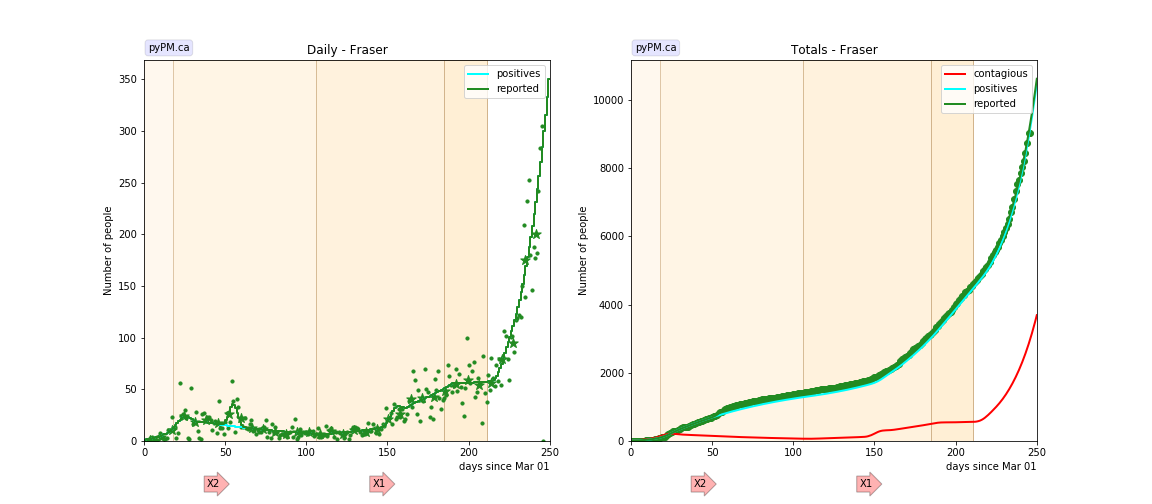 pyPM.ca
Daily - Fraser
positives
reported
Number of people
350
300
250
200
150
100
50
0
0
50
100
150
200
250
days since Mar 01
X2
X1
pyPM.ca
Totals - Fraser
contagious
positives
reported
Number of people
10000
8000
6000
4000
2000
0
0
50
100
150
200
250
days since Mar 01
X2
X1